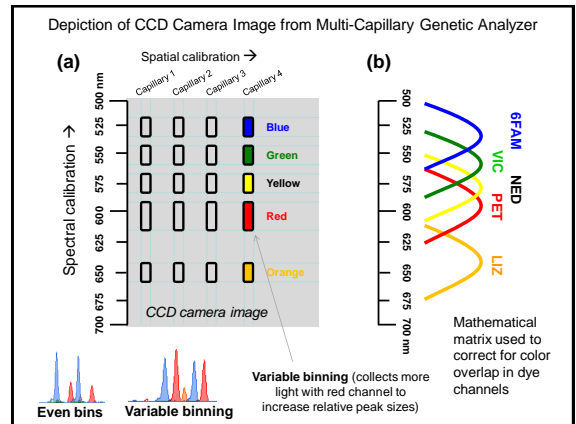 Depiction of CCD Camera Image from Multi-Capillary Genetic Analyzer
(a)
Spatial calibration →
Capillary 1
Capillary 2
Capillary 3
Capillary 4
Spectral calibration →
500 nm
525
550
575
600
625
650
675
700 nm
Blue
Green
Yellow
Red
Orange
CCD camera image
(b)
500
525
550
575
600
625
650
675
700 nm
6FAM
VIC
NED
PET
LIZ
Even bins
Variable binning
Variable binning (collects more
light with red channel to
increase relative peak sizes)
Mathematical
matrix used to
correct for color
overlap in dye
channels